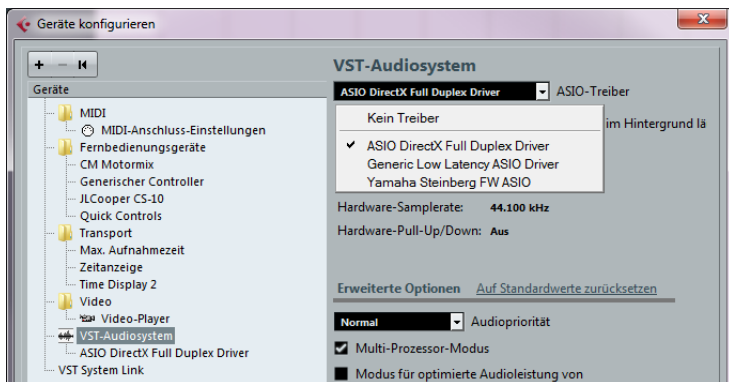 Geräte konfigurieren
Geräte
MIDI
MIDI-Anschluss-Einstellungen
Fernbedienungsgeräte
CM Motormix
Generischer Controller
JLCooper CS-10
Quick Controls
Transport
Max. Aufnahmezeit
Zeitanzeige
Time Display 2
Video
Video-Player
VST-Audiosystem
ASIO DirectX Full Duplex Driver
VST System Link
VST-Audiosystem
ASIO DirectX Full Duplex Driver ASIO-Treiber
Kein Treiber
im Hintergrund lä
ASIO DirectX Full Duplex Driver
Generic Low Latency ASIO Driver
Yamaha Steinberg FW ASIO
Hardware-Samplerate: 44.100 kHz
Hardware-Pull-Up/Down: Aus
Erweiterte Optionen Auf Standardwerte zurücksetzen
Normal Audiopriorität
Multi-Prozessor-Modus
Modus für optimierte Audioleistung von